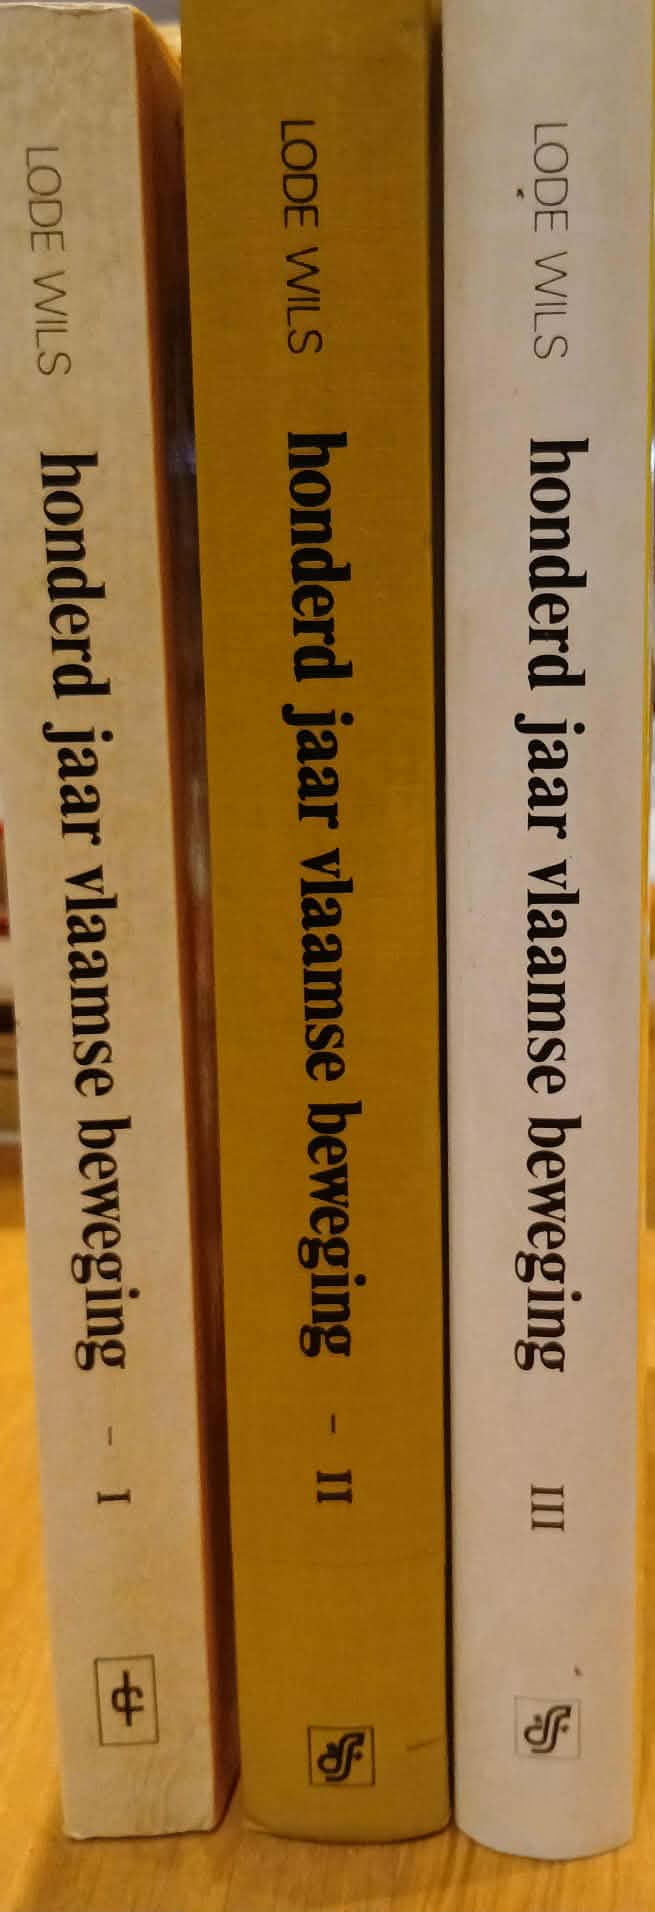 LODE WILS honderd jaar vlaamse beweging - I
LODE WILS honderd jaar vlaamse beweging - II
LODE WILS honderd jaar vlaamse beweging III